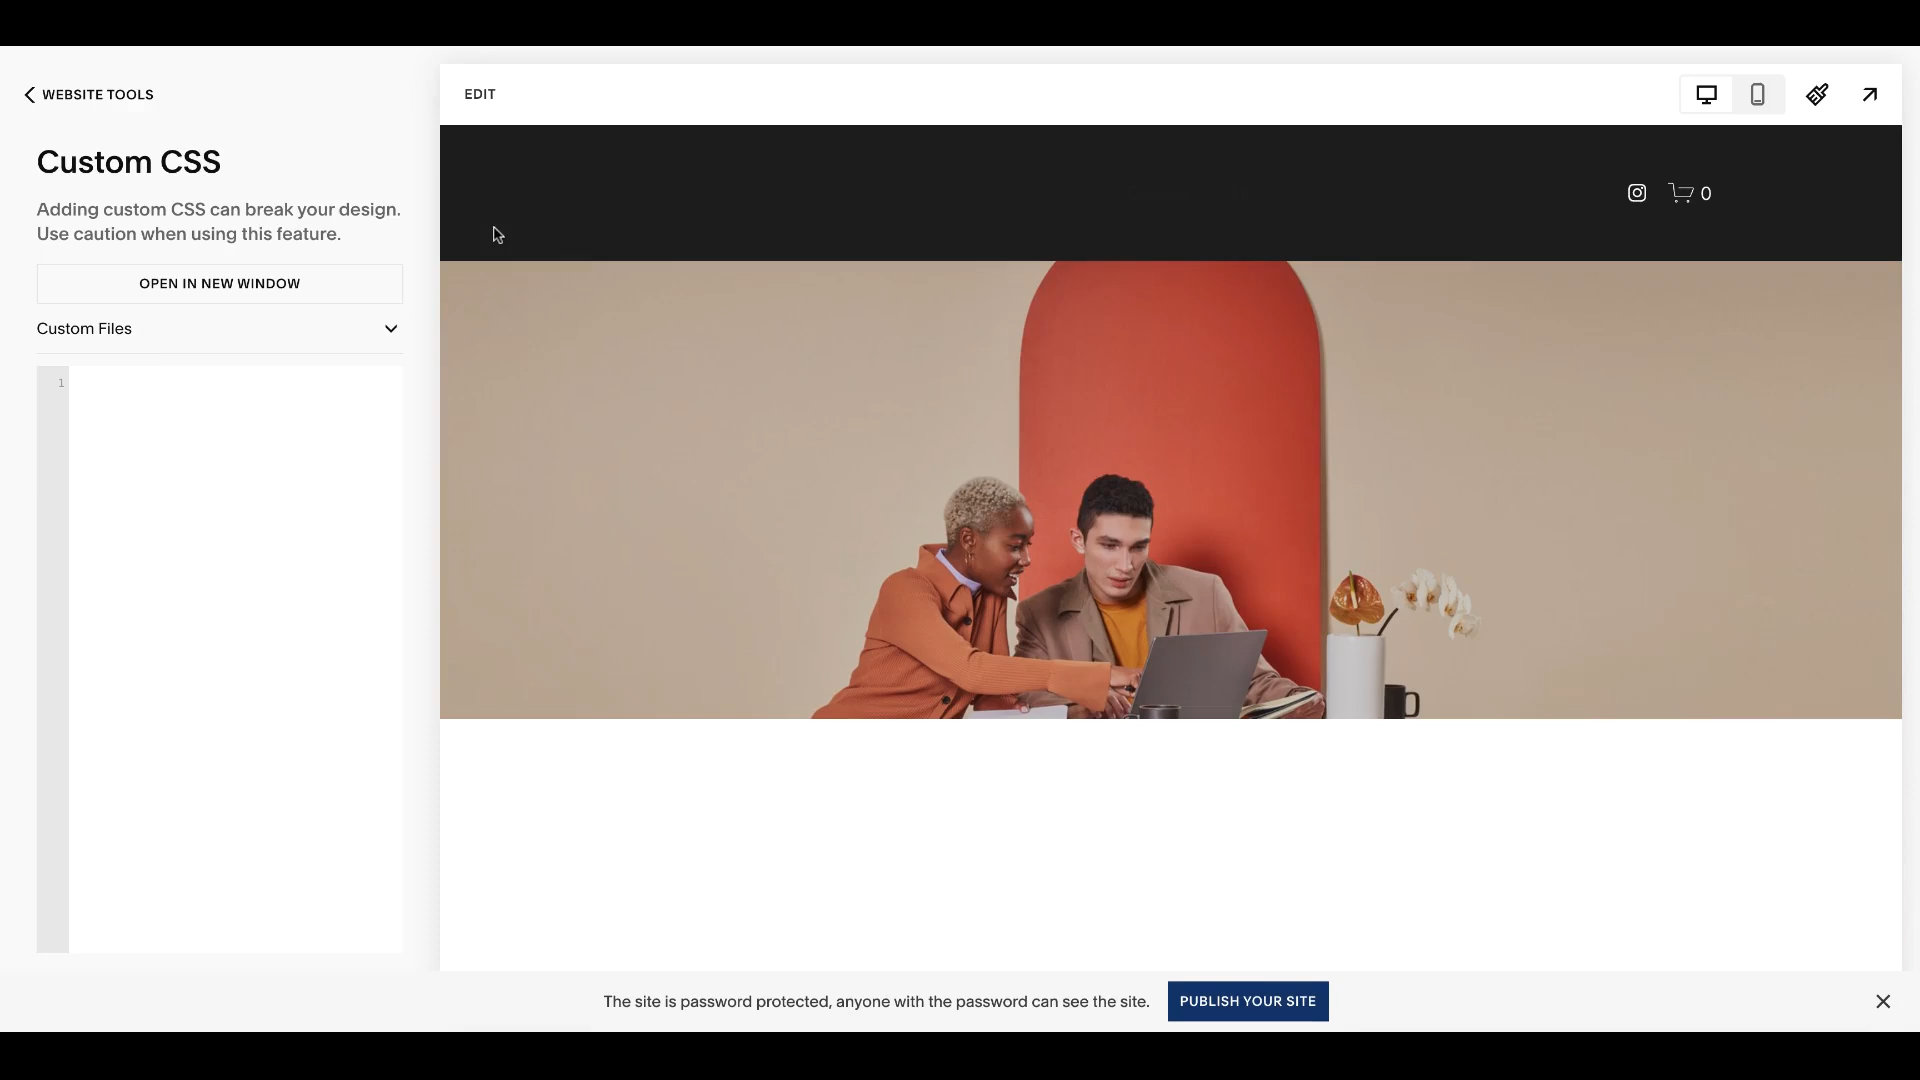 WEBSITE TOOLS
EDIT
Custom CSS
Adding custom CSS can break your design.
Use caution when using this feature.
0
OPEN IN NEW WINDOW
Custom Files
1
The site is password protected, anyone with the password can see the site.
PUBLISH YOUR SITE